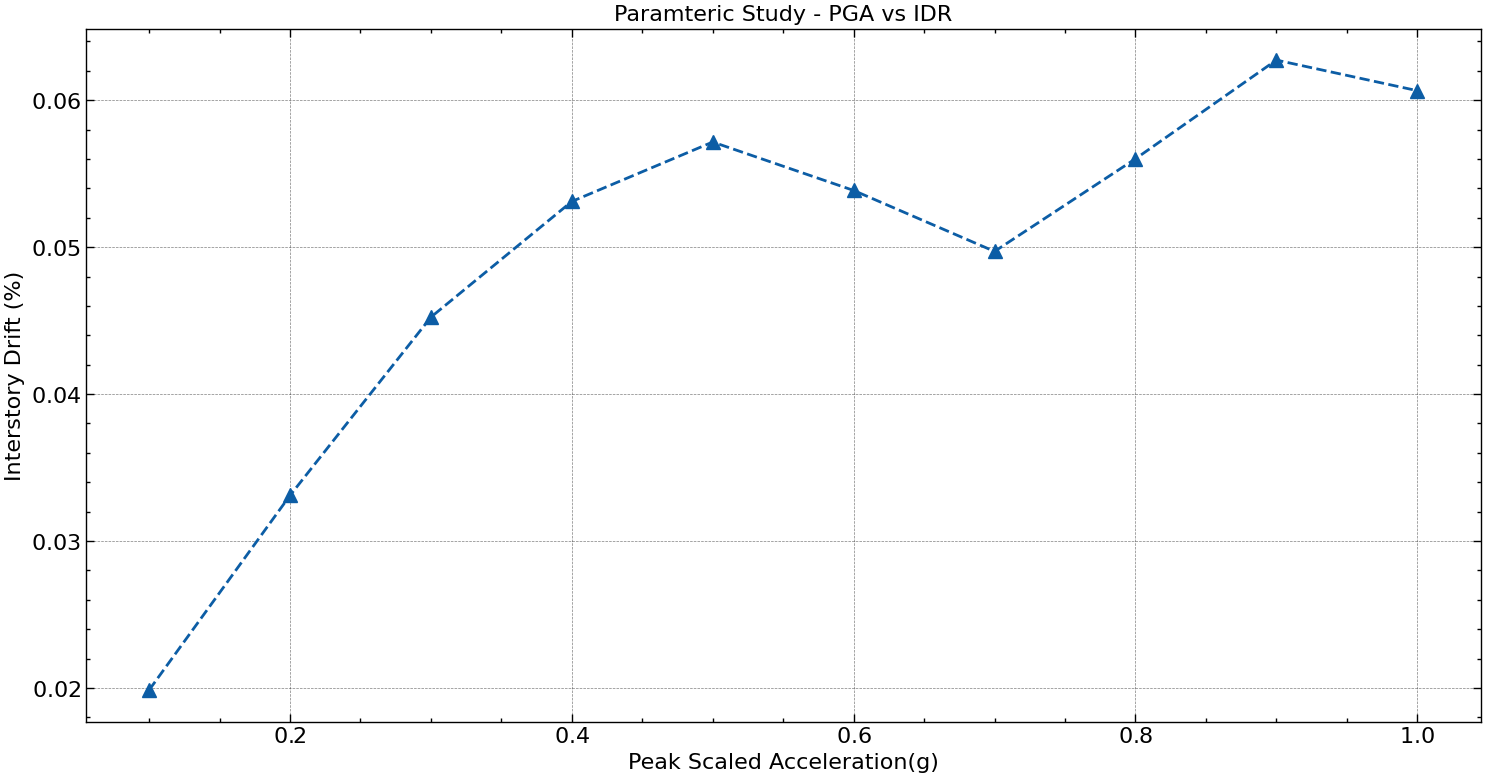 Paramteric Study - PGA vs IDR
0.06
0.05
0.04
0.03
0.02
Interstory Drift (%)
0.2 0.4 0.6 0.8 1.0
Peak Scaled Acceleration(g)